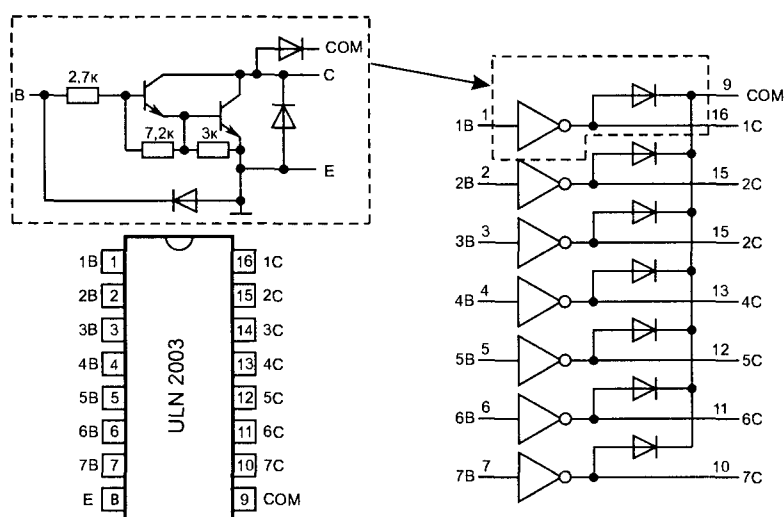 COM
C
B
2,7к
7,2к
3к
E
1B 1
16 1C
2B 2
15 2C
3B 3
14 3C
4B 4
13 4C
5B 5
12 5C
6B 6
11 6C
7B 7
10 7C
E 8
9 COM
ULN 2003
9 COM
1B 1
16 1C
2B 2
15 2C
3B 3
15 2C
4B 4
13 4C
5B 5
12 5C
6B 6
11 6C
7B 7
10 7C